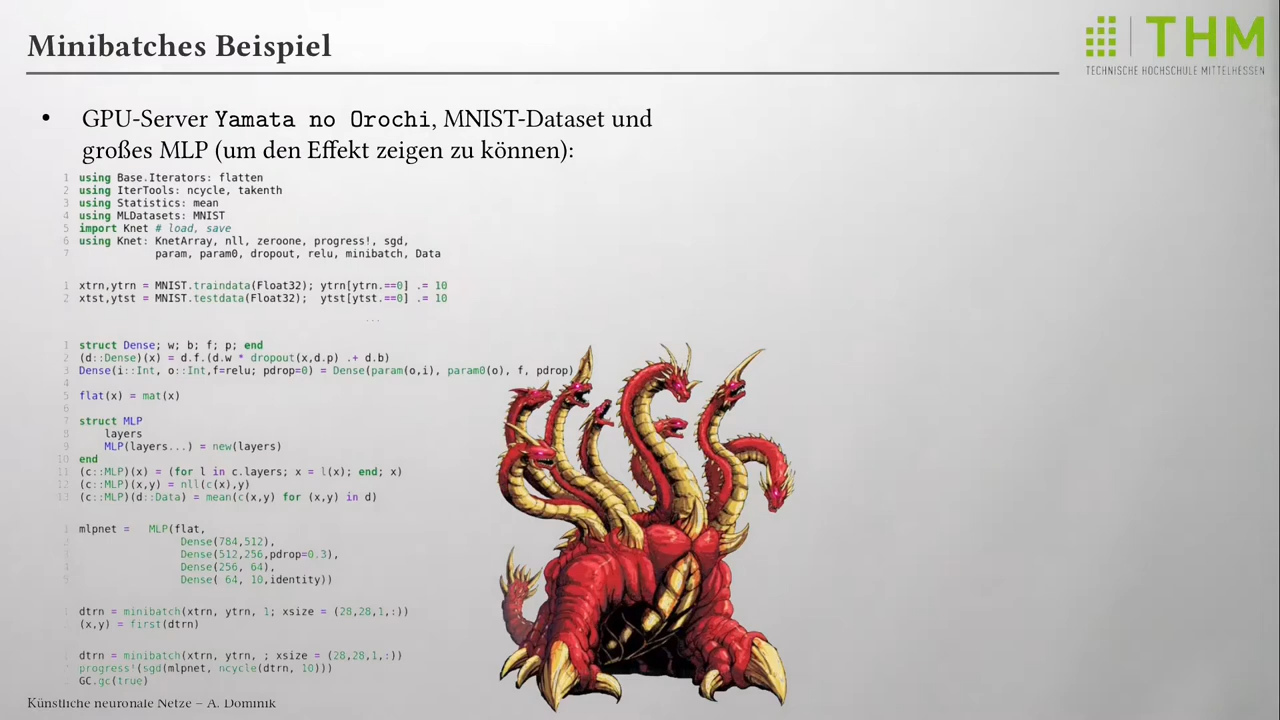 Minibatches Beispiel
THM
TECHNISCHE HOCHSCHULE MITTELHESSEN
• GPU-Server Yamata no Orochi, MNIST-Dataset und
großes MLP (um den Effekt zeigen zu können):
1 using Base.Iterators: flatten
2 using IterTools: ncycle, takenth
3 using Statistics: mean
4 using MLDatasets: MNIST
5 import Knet # load, save
6 using Knet: KnetArray, nll, zeroone, progress!, sgd,
7 param, param0, dropout, relu, minibatch, Data
1 xtrn,ytrn = MNIST.traindata(Float32); ytrn[ytrn.==0] .= 10
2 xtst,ytst = MNIST.testdata(Float32);  ytst[ytst.==0] .= 10
...
1 struct Dense; w; b; f; p; end
2 (d::Dense)(x) = d.f.(d.w * dropout(x,d.p) .+ d.b)
3 Dense(i::Int, o::Int,f=relu; pdrop=0) = Dense(param(o,i), param0(o), f, pdrop)
4
5 flat(x) = mat(x)
6
7 struct MLP
8 layers
9 MLP(layers...) = new(layers)
10 end
11 (c::MLP)(x) = (for l in c.layers; x = l(x); end; x)
12 (c::MLP)(x,y) = nll(c(x),y)
13 (c::MLP)(d::Data) = mean(c(x,y) for (x,y) in d)
mlpnet = MLP(flat,
Dense(784,512),
Dense(512,256,pdrop=0.3),
Dense(256, 64),
Dense( 64, 10,identity))
dtrn = minibatch(xtrn, ytrn, 1; xsize = (28,28,1,:))
(x,y) = first(dtrn)
dtrn = minibatch(xtrn, ytrn, ; xsize = (28,28,1,:))
progress!(sgd(mlpnet, ncycle(dtrn, 10)))
GC.gc(true)
Künstliche neuronale Netze – A. Dominik